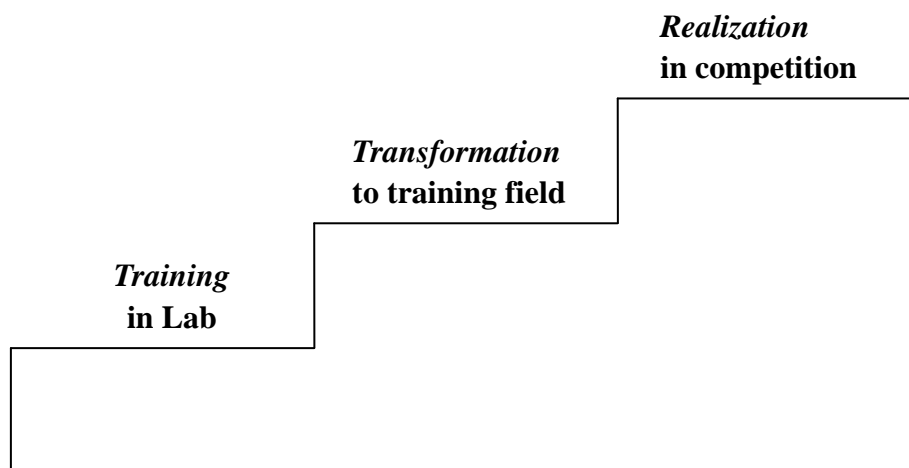 Realization
in competition
Transformation
to training field
Training
in Lab